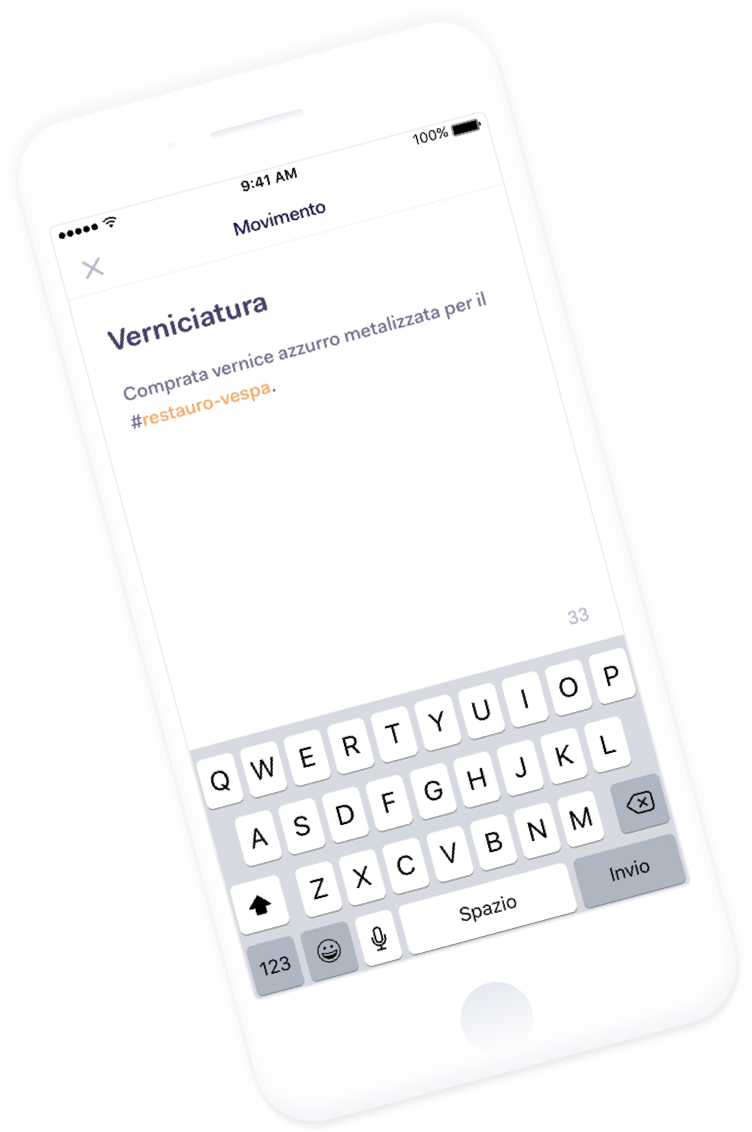 9:41 AM
100%
Movimento
Verniciatura
Comprata vernice azzurro metalizzata per il
#restauro-vespa.
33
Q W E R T Y U I O P
A S D F G H J K L
Z X C V B N M
123 Spazio Invio